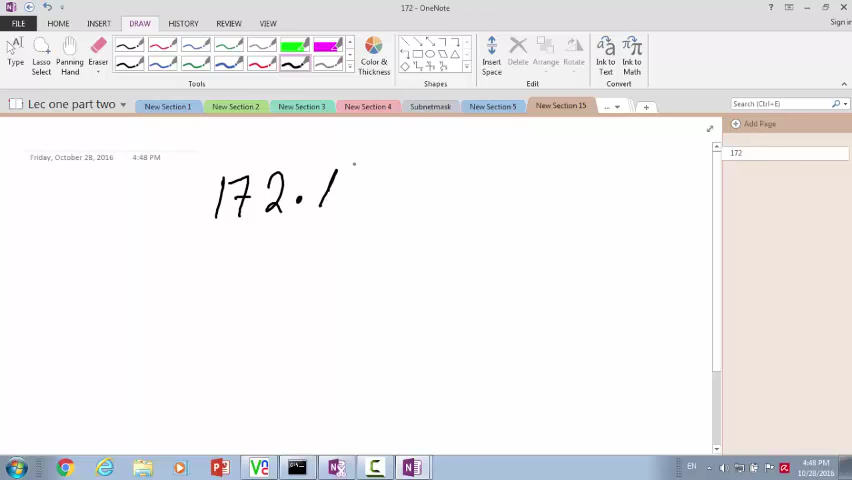 172 - OneNote
FILE HOME INSERT DRAW HISTORY REVIEW VIEW Sign in
Type Lasso Select Panning Hand Eraser Color & Thickness Insert Space Delete Arrange Rotate Ink to Text Ink to Math
Tools Shapes Edit Convert
Lec one part two New Section 1 New Section 2 New Section 3 New Section 4 Subnetmask New Section 5 New Section 15 ... Search (Ctrl+E)
Add Page
Friday, October 28, 2016 4:48 PM
172
172.1
EN 4:48 PM
10/28/2016